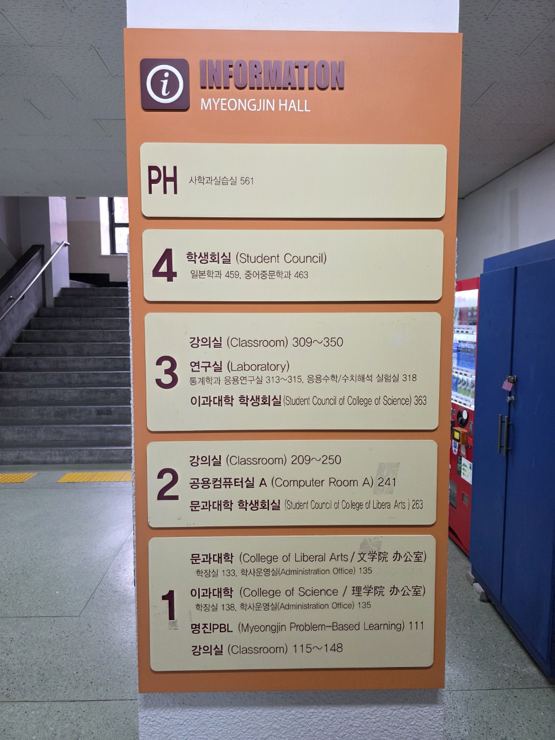 i INFORMATION
MYEONGJIN HALL
PH 사학과실습실 561
4 학생회실 (Student Council)
일본학과 459, 중어중문학과 463
3 강의실 (Classroom) 309~350
연구실 (Laboratory)
통계학과 응용연구실 313~315, 응용수학/수치해석 실험실 318
이과대학 학생회실(Student Council of College of Science) 363
2 강의실 (Classroom) 209~250
공용컴퓨터실 A (Computer Room A) 241
문과대학 학생회실 (Student Council of College of Liberal Arts) 263
1 문과대학 (College of Liberal Arts / 文学院 办公室)
학장실 133, 학사운영실(Administration Office) 135
이과대학 (College of Science / 理学院 办公室)
학장실 138, 학사운영실(Administration Office) 135
명진PBL (Myeongjin Problem-Based Learning) 111
강의실 (Classroom) 115~148